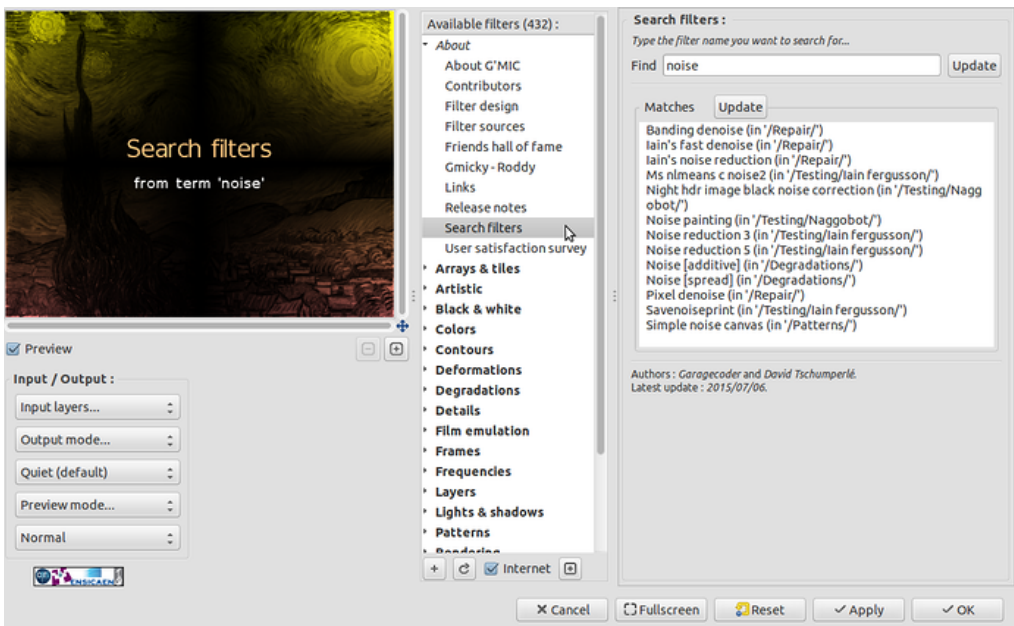 Search filters
from term 'noise'
Preview
Input / Output :
Input layers...
Output mode...
Quiet (default)
Preview mode...
Normal
ENSICAEN
Available filters (432) :
About
About G'MIC
Contributors
Filter design
Filter sources
Friends hall of fame
Gmicky - Roddy
Links
Release notes
Search filters
User satisfaction survey
Arrays & tiles
Artistic
Black & white
Colors
Contours
Deformations
Degradations
Details
Film emulation
Frames
Frequencies
Layers
Lights & shadows
Patterns
Rendering
Internet
Search filters :
Type the filter name you want to search for...
Find noise Update
Matches Update
Banding denoise (in '/Repair/')
Iain's fast denoise (in '/Repair/')
Iain's noise reduction (in '/Repair/')
Ms nlmeans c noise2 (in '/Testing/Iain fergusson/')
Night hdr image black noise correction (in '/Testing/Nagg
obot/')
Noise painting (in '/Testing/Naggobot/')
Noise reduction 3 (in '/Testing/Iain fergusson/')
Noise reduction 5 (in '/Testing/Iain fergusson/')
Noise [additive] (in '/Degradations/')
Noise [spread] (in '/Degradations/')
Pixel denoise (in '/Repair/')
Savenoiseprint (in '/Testing/Iain fergusson/')
Simple noise canvas (in '/Patterns/')
Authors : Garagecoder and David Tschumperlé.
Latest update : 2015/07/06.
Cancel Fullscreen Reset Apply OK